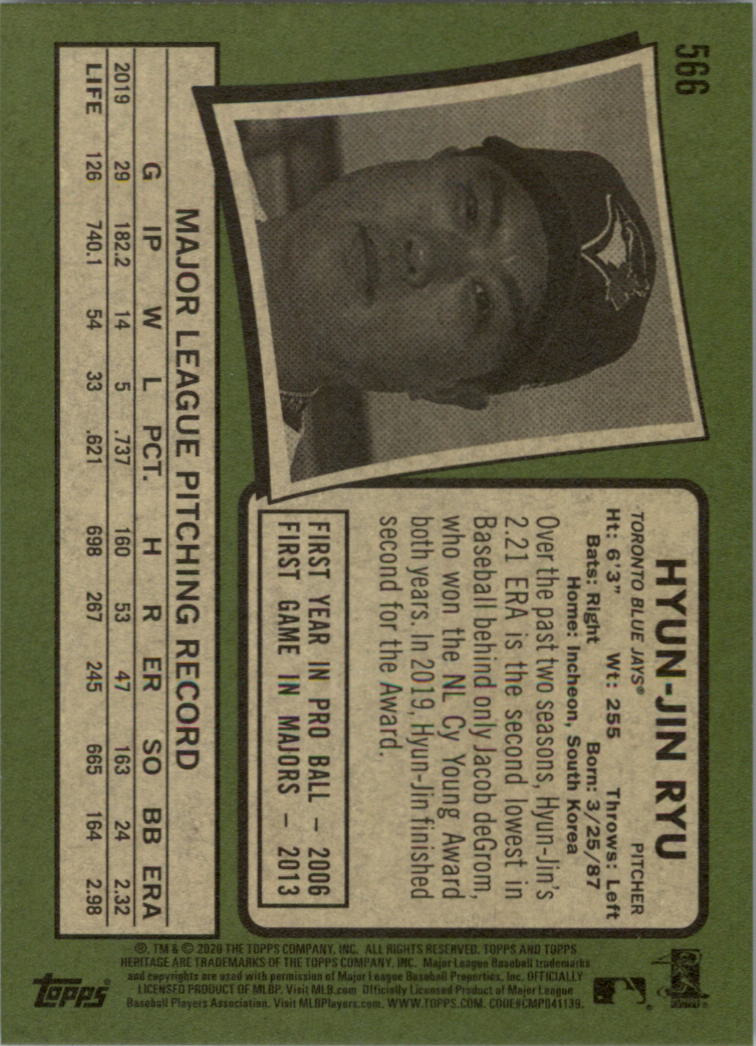 566
HYUN-JIN RYU
TORONTO BLUE JAYS® PITCHER
Ht: 6'3" Wt: 255 Throws: Left
Bats: Right Born: 3/25/87
Home: Incheon, South Korea
Over the past two seasons, Hyun-Jin's
2.21 ERA is the second lowest in
Baseball behind only Jacob deGrom,
who won the NL Cy Young Award
both years. In 2019, Hyun-Jin finished
second for the Award.
FIRST YEAR IN PRO BALL – 2006
FIRST GAME IN MAJORS – 2013
MAJOR LEAGUE PITCHING RECORD
G IP W L PCT. H R ER SO BB ERA
2019 29 182.2 14 5 .737 160 53 47 163 24 2.32
LIFE 126 740.1 54 33 .621 698 267 245 665 164 2.98
®, TM & © 2020 THE TOPPS COMPANY, INC. ALL RIGHTS RESERVED. TOPPS AND TOPPS
HERITAGE ARE TRADEMARKS OF THE TOPPS COMPANY, INC. Major League Baseball trademarks
and copyrights are used with permission of Major League Baseball Properties, Inc. OFFICIALLY
LICENSED PRODUCT OF MLBP. Visit MLB.com Officially Licensed Product of Major League
Baseball Players Association. Visit MLBPlayers.com. WWW.TOPPS.COM. CODE#CMP041139.
topps®